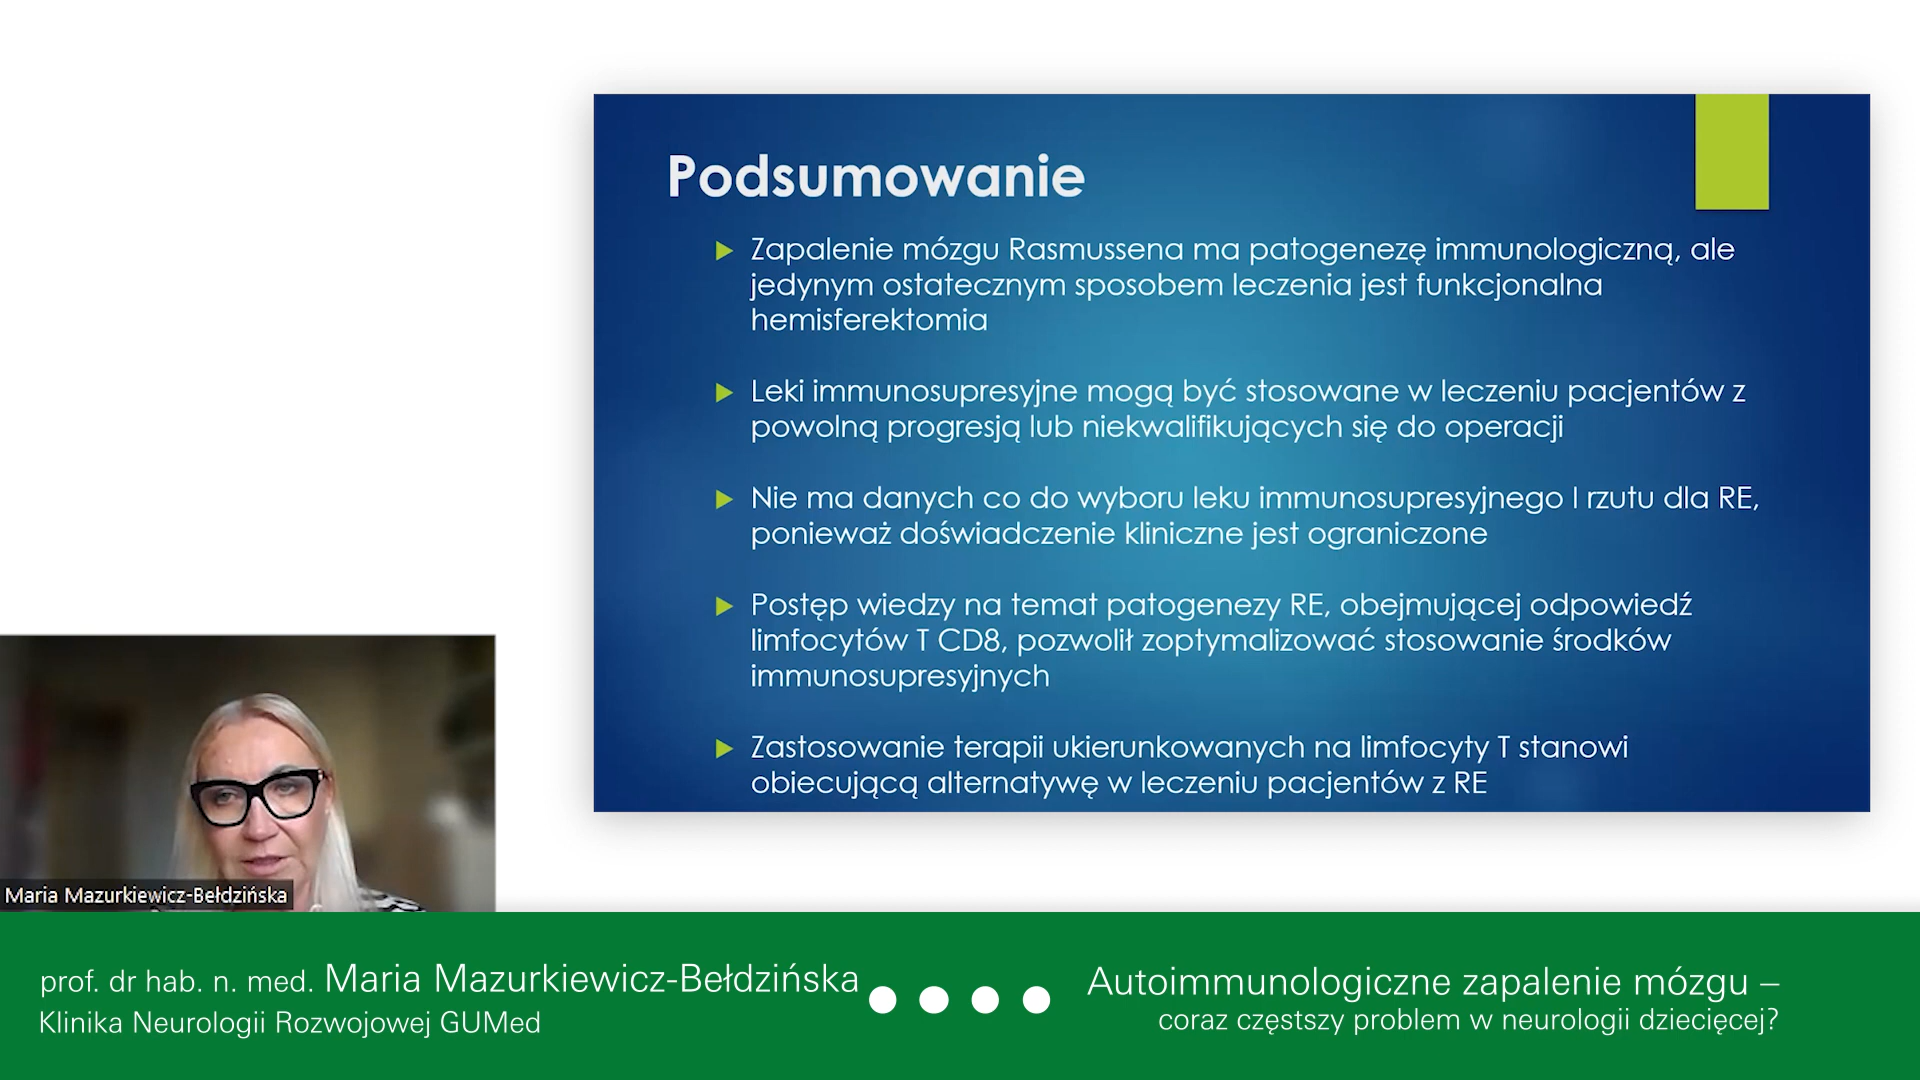 Podsumowanie
Zapalenie mózgu Rasmussena ma patogenezę immunologiczną, ale
jedynym ostatecznym sposobem leczenia jest funkcjonalna
hemisferektomia
Leki immunosupresyjne mogą być stosowane w leczeniu pacjentów z
powolną progresją lub niekwalifikujących się do operacji
Nie ma danych co do wyboru leku immunosupresyjnego I rzutu dla RE,
ponieważ doświadczenie kliniczne jest ograniczone
Postęp wiedzy na temat patogenezy RE, obejmującej odpowiedź
limfocytów T CD8, pozwolił zoptymalizować stosowanie środków
immunosupresyjnych
Zastosowanie terapii ukierunkowanych na limfocyty T stanowi
obiecującą alternatywę w leczeniu pacjentów z RE
Maria Mazurkiewicz-Bełdzińska
prof. dr hab. n. med. Maria Mazurkiewicz-Bełdzińska
Klinika Neurologii Rozwojowej GUMed
Autoimmunologiczne zapalenie mózgu –
coraz częstszy problem w neurologii dziecięcej?